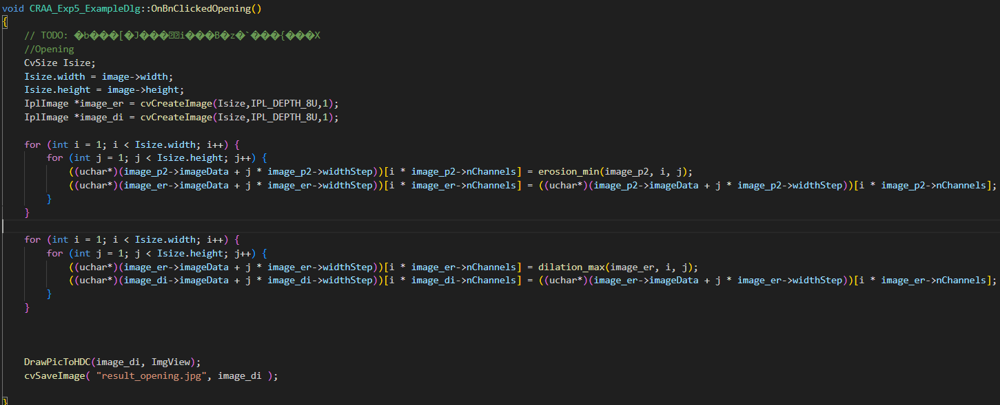 void CRAA_Exp5_ExampleDlg::OnBnClickedOpening()
{
// TODO: �b���[�J���i���B�z�`���{���X
//Opening
CvSize Isize;
Isize.width = image->width;
Isize.height = image->height;
IplImage *image_er = cvCreateImage(Isize,IPL_DEPTH_8U,1);
IplImage *image_di = cvCreateImage(Isize,IPL_DEPTH_8U,1);
for (int i = 1; i < Isize.width; i++) {
for (int j = 1; j < Isize.height; j++) {
((uchar*)(image_p2->imageData + j * image_p2->widthStep))[i * image_p2->nChannels] = erosion_min(image_p2, i, j);
((uchar*)(image_er->imageData + j * image_er->widthStep))[i * image_er->nChannels] = ((uchar*)(image_p2->imageData + j * image_p2->widthStep))[i * image_p2->nChannels];
}
}
for (int i = 1; i < Isize.width; i++) {
for (int j = 1; j < Isize.height; j++) {
((uchar*)(image_er->imageData + j * image_er->widthStep))[i * image_er->nChannels] = dilation_max(image_er, i, j);
((uchar*)(image_di->imageData + j * image_di->widthStep))[i * image_di->nChannels] = ((uchar*)(image_er->imageData + j * image_er->widthStep))[i * image_er->nChannels];
}
}
DrawPicToHDC(image_di, ImgView);
cvSaveImage( "result_opening.jpg", image_di );
}